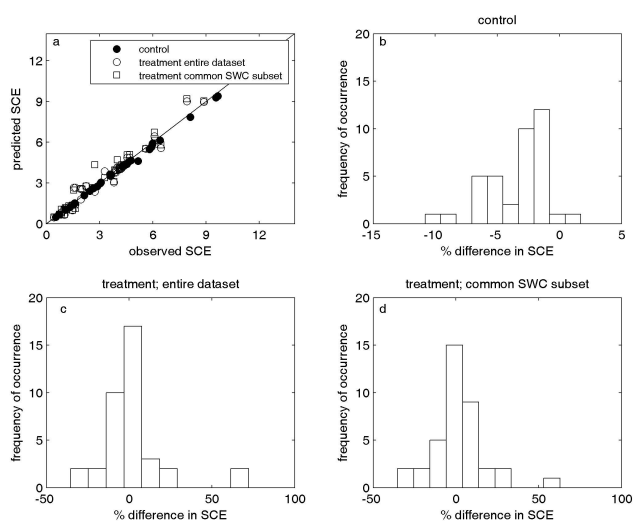 control
a
control
treatment entire dataset
treatment common SWC subset
predicted SCE
12
9
6
3
0
0
3
6
9
12
observed SCE
b
frequency of occurrence
20
15
10
5
0
-15
-10
-5
0
5
% difference in SCE
treatment; entire dataset
c
frequency of occurrence
20
15
10
5
0
-50
0
50
100
% difference in SCE
treatment; common SWC subset
d
frequency of occurrence
20
15
10
5
0
-50
0
50
100
% difference in SCE